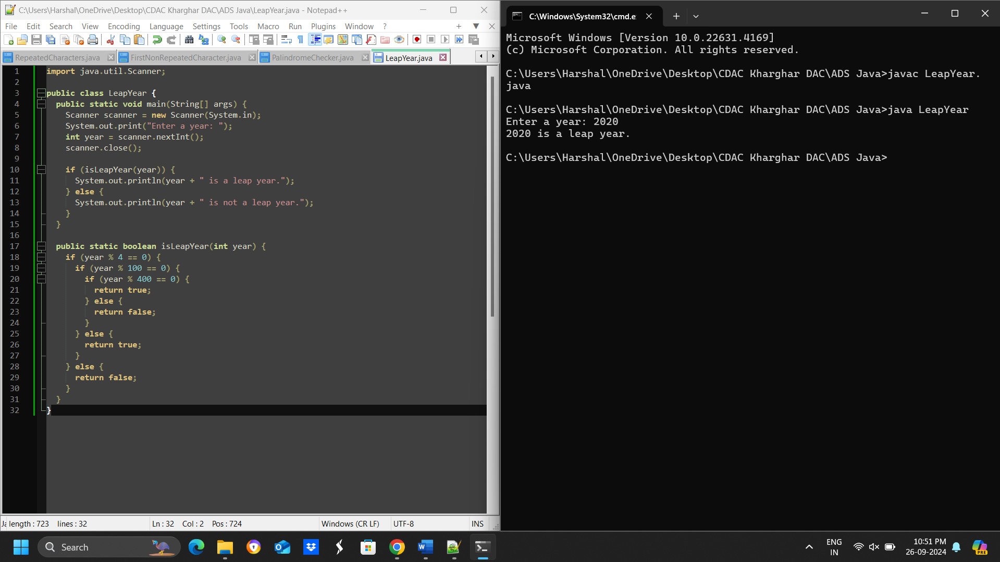 C:\Users\Harshal\OneDrive\Desktop\CDAC Kharghar DAC\ADS Java\LeapYear.java - Notepad++
File Edit Search View Encoding Language Settings Tools Macro Run Plugins Window ?
RepeatedCharacters.java FirstNonRepeatedCharacter.java PalindromeChecker.java LeapYear.java
1 import java.util.Scanner;
2
3 public class LeapYear {
4 public static void main(String[] args) {
5 Scanner scanner = new Scanner(System.in);
6 System.out.print("Enter a year: ");
7 int year = scanner.nextInt();
8 scanner.close();
9
10 if (isLeapYear(year)) {
11 System.out.println(year + " is a leap year.");
12 } else {
13 System.out.println(year + " is not a leap year.");
14 }
15 }
16
17 public static boolean isLeapYear(int year) {
18 if (year % 4 == 0) {
19 if (year % 100 == 0) {
20 if (year % 400 == 0) {
21 return true;
22 } else {
23 return false;
24 }
25 } else {
26 return true;
27 }
28 } else {
29 return false;
30 }
31 }
32 }
Ja length : 723 lines : 32 Ln : 32 Col : 2 Pos : 724 Windows (CR LF) UTF-8 INS
C:\Windows\System32\cmd.e
Microsoft Windows [Version 10.0.22631.4169]
(c) Microsoft Corporation. All rights reserved.
C:\Users\Harshal\OneDrive\Desktop\CDAC Kharghar DAC\ADS Java>javac LeapYear.
java
C:\Users\Harshal\OneDrive\Desktop\CDAC Kharghar DAC\ADS Java>java LeapYear
Enter a year: 2020
2020 is a leap year.
C:\Users\Harshal\OneDrive\Desktop\CDAC Kharghar DAC\ADS Java>
Search
ENG
IN
10:51 PM
26-09-2024
PRE